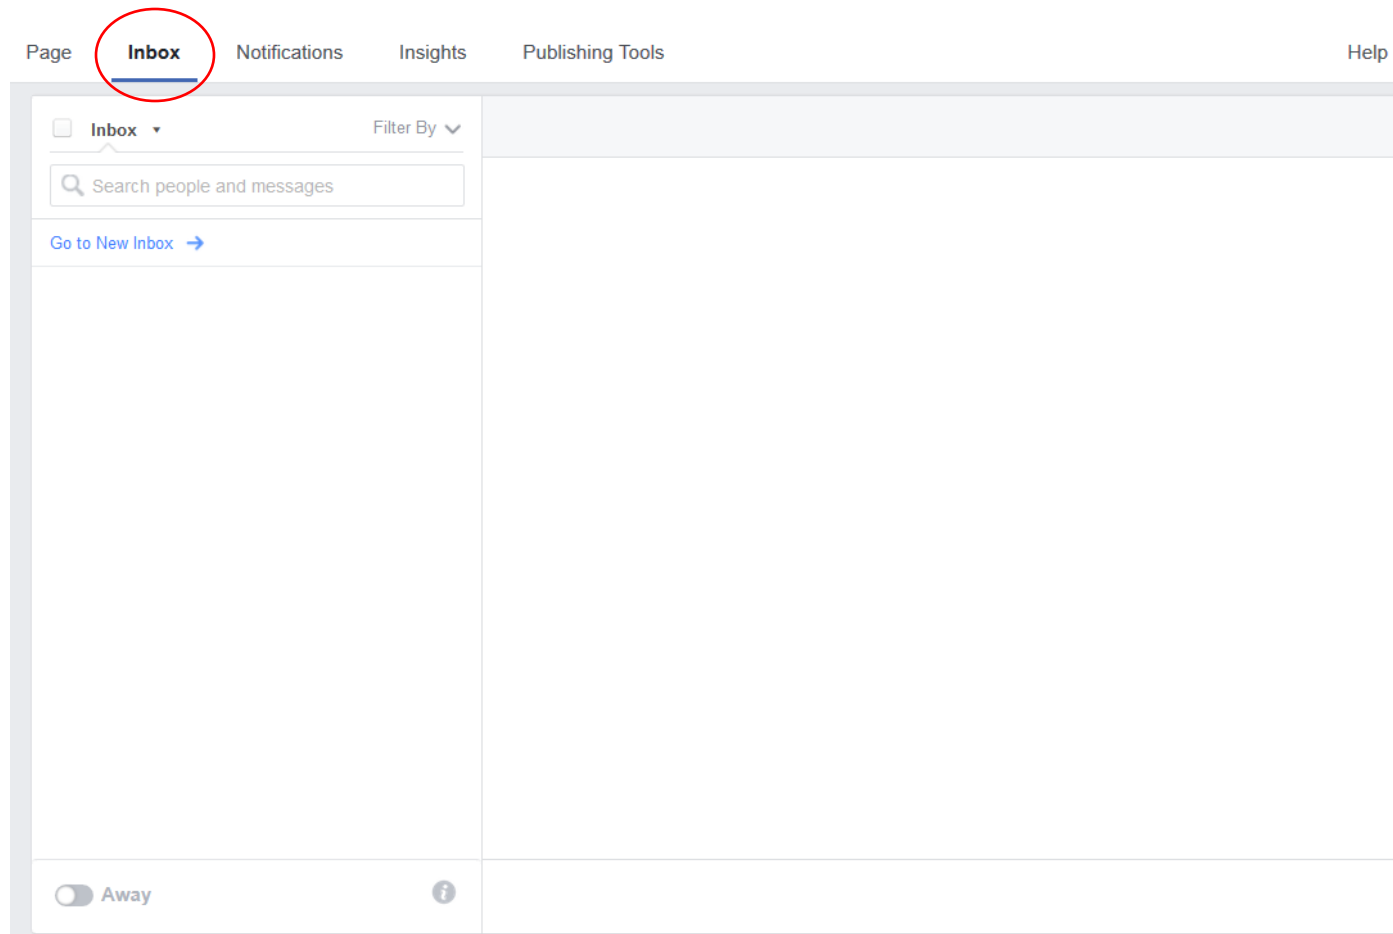 Page Inbox Notifications Insights Publishing Tools Help
Inbox Filter By
Search people and messages
Go to New Inbox
Away